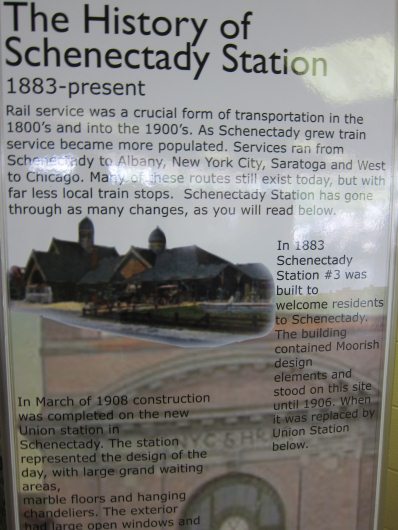 The History of
Schenectady Station
1883-present
Rail service was a crucial form of transportation in the
1800's and into the 1900's. As Schenectady grew train
service became more populated. Services ran from
Schenectady to Albany, New York City, Saratoga and West
to Chicago. Many of these routes still exist today, but with
far less local train stops. Schenectady Station has gone
through as many changes, as you will read below.
In 1883
Schenectady
Station #3 was
built to
welcome residents
to Schenectady.
The building
contained Moorish
design
elements and
stood on this site
until 1906. When
it was replaced by
Union Station
below.
In March of 1908 construction
was completed on the new
Union station in
Schenectady. The station
represented the design of the
day, with large grand waiting
areas,
marble floors and hanging
chandeliers. The exterior
had large open windows and
N.Y.C. & H.R.